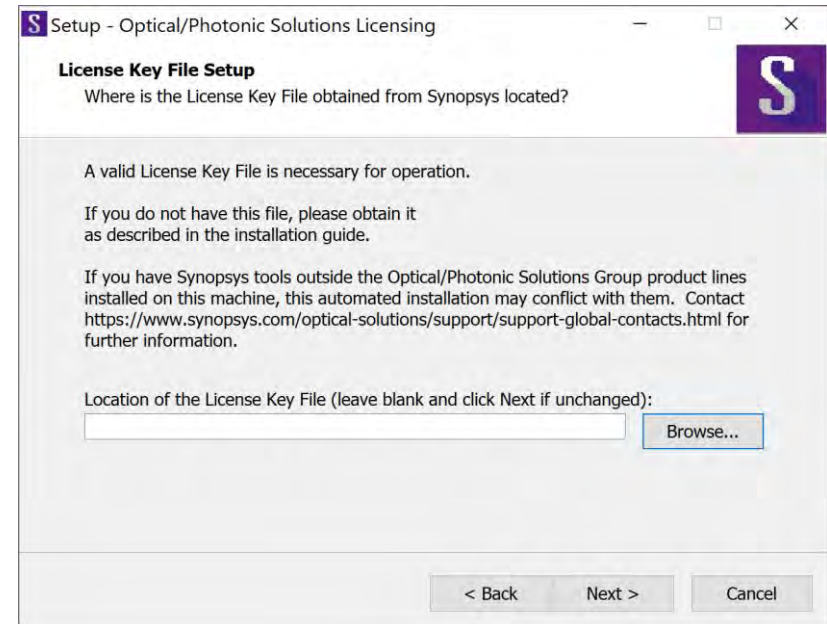 S Setup - Optical/Photonic Solutions Licensing
License Key File Setup
Where is the License Key File obtained from Synopsys located?
S
A valid License Key File is necessary for operation.
If you do not have this file, please obtain it
as described in the installation guide.
If you have Synopsys tools outside the Optical/Photonic Solutions Group product lines
installed on this machine, this automated installation may conflict with them.  Contact
https://www.synopsys.com/optical-solutions/support/support-global-contacts.html for
further information.
Location of the License Key File (leave blank and click Next if unchanged):
Browse...
< Back Next > Cancel